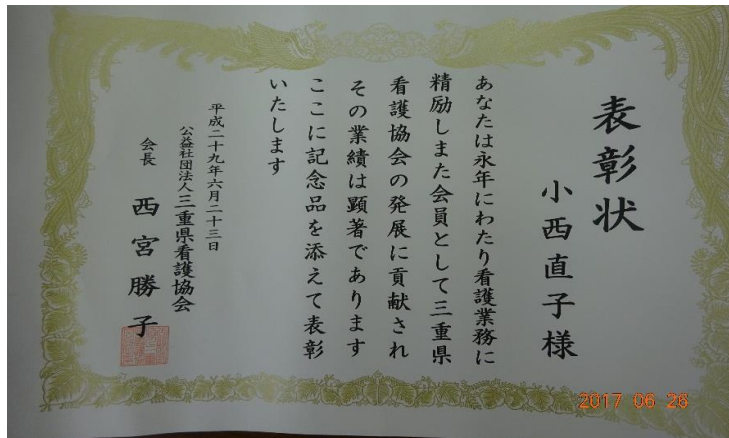 表彰状
小西直子様
あなたは永年にわたり看護業務に
精励しまた会員として三重県
看護協会の発展に貢献され
その業績は顕著であります
ここに記念品を添えて表彰
いたします
平成二十九年六月二十三日
公益社団法人三重県看護協会
会長 西宮勝子
2017 06 26